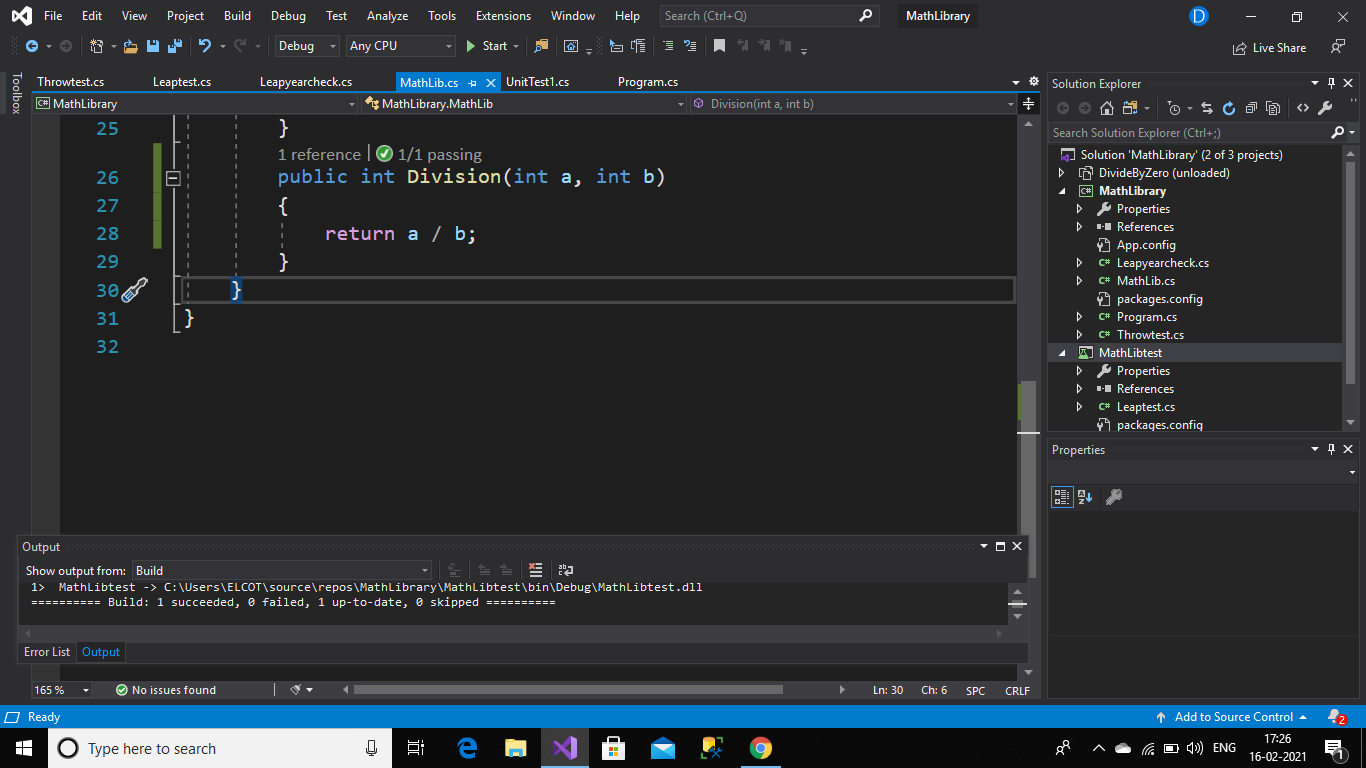 File Edit View Project Build Debug Test Analyze Tools Extensions Window Help Search (Ctrl+Q) MathLibrary D
Debug Any CPU Start Live Share
Throwtest.cs Leaptest.cs Leapyearcheck.cs MathLib.cs UnitTest1.cs Program.cs
Toolbox
MathLibrary MathLibrary.MathLib Division(int a, int b)
25 }
1 reference | 1/1 passing
26 public int Division(int a, int b)
27 {
28 return a / b;
29 }
30 }
31 }
32
Output
Show output from: Build
1> MathLibtest -> C:\Users\ELCOT\source\repos\MathLibrary\MathLibtest\bin\Debug\MathLibtest.dll
========== Build: 1 succeeded, 0 failed, 1 up-to-date, 0 skipped ==========
Error List Output
165 % No issues found Ln: 30 Ch: 6 SPC CRLF
Solution Explorer
Search Solution Explorer (Ctrl+;)
Solution 'MathLibrary' (2 of 3 projects)
DivideByZero (unloaded)
C# MathLibrary
Properties
References
App.config
C# Leapyearcheck.cs
C# MathLib.cs
packages.config
C# Program.cs
C# Throwtest.cs
MathLibtest
Properties
References
C# Leaptest.cs
packages.config
Properties
Ready Add to Source Control 2
Type here to search ENG 17:26
16-02-2021 1